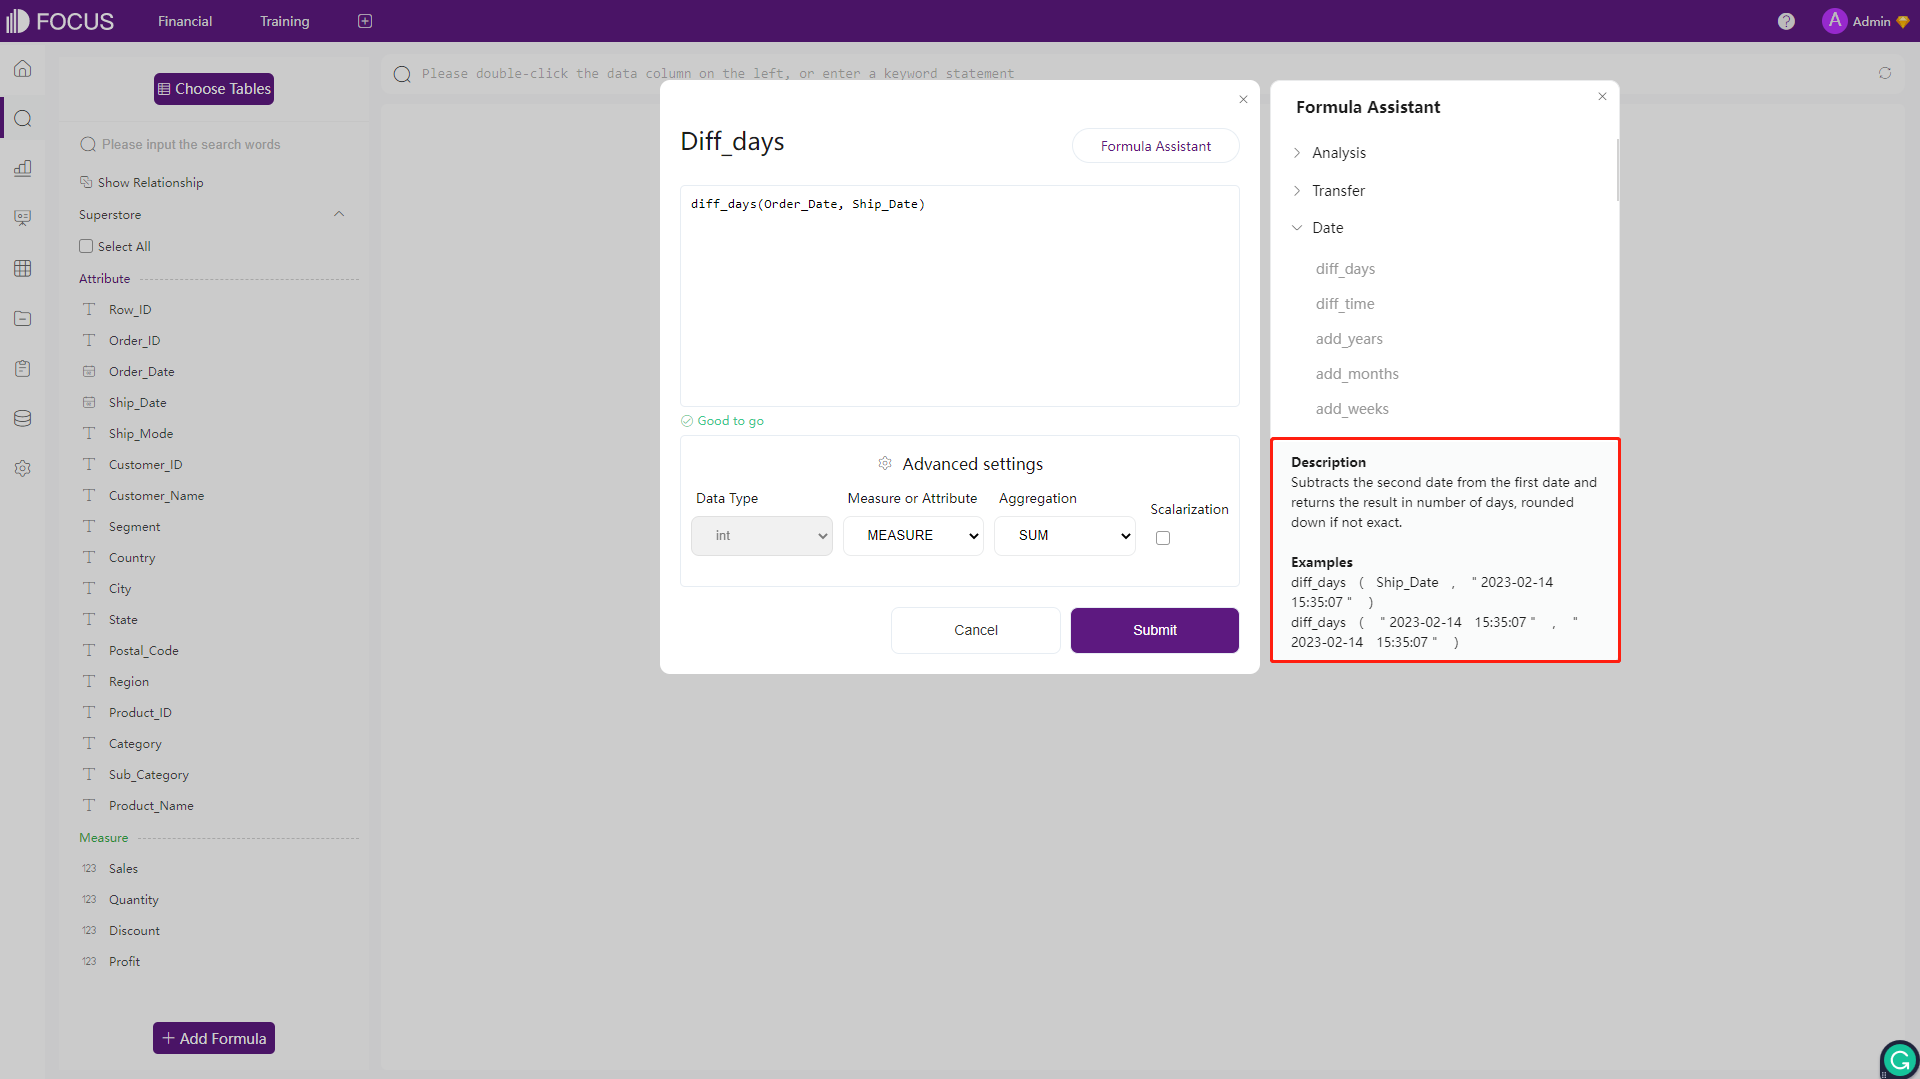 FOCUS
Financial
Training
?
A Admin
Choose Tables
Please input the search words
Show Relationship
Superstore
Select All
Attribute
T Row_ID
T Order_ID
Order_Date
Ship_Date
T Ship_Mode
T Customer_ID
T Customer_Name
T Segment
T Country
T City
T State
T Postal_Code
T Region
T Product_ID
T Category
T Sub_Category
T Product_Name
Measure
123 Sales
123 Quantity
123 Discount
123 Profit
+ Add Formula
Please double-click the data column on the left, or enter a keyword statement
Diff_days
Formula Assistant
diff_days(Order_Date, Ship_Date)
Good to go
Advanced settings
Data Type
Measure or Attribute
Aggregation
Scalarization
int
MEASURE
SUM
Cancel
Submit
Formula Assistant
Analysis
Transfer
Date
diff_days
diff_time
add_years
add_months
add_weeks
Description
Subtracts the second date from the first date and
returns the result in number of days, rounded
down if not exact.
Examples
diff_days ( Ship_Date , " 2023-02-14
15:35:07 " )
diff_days ( " 2023-02-14 15:35:07 " , "
2023-02-14 15:35:07 " )
G